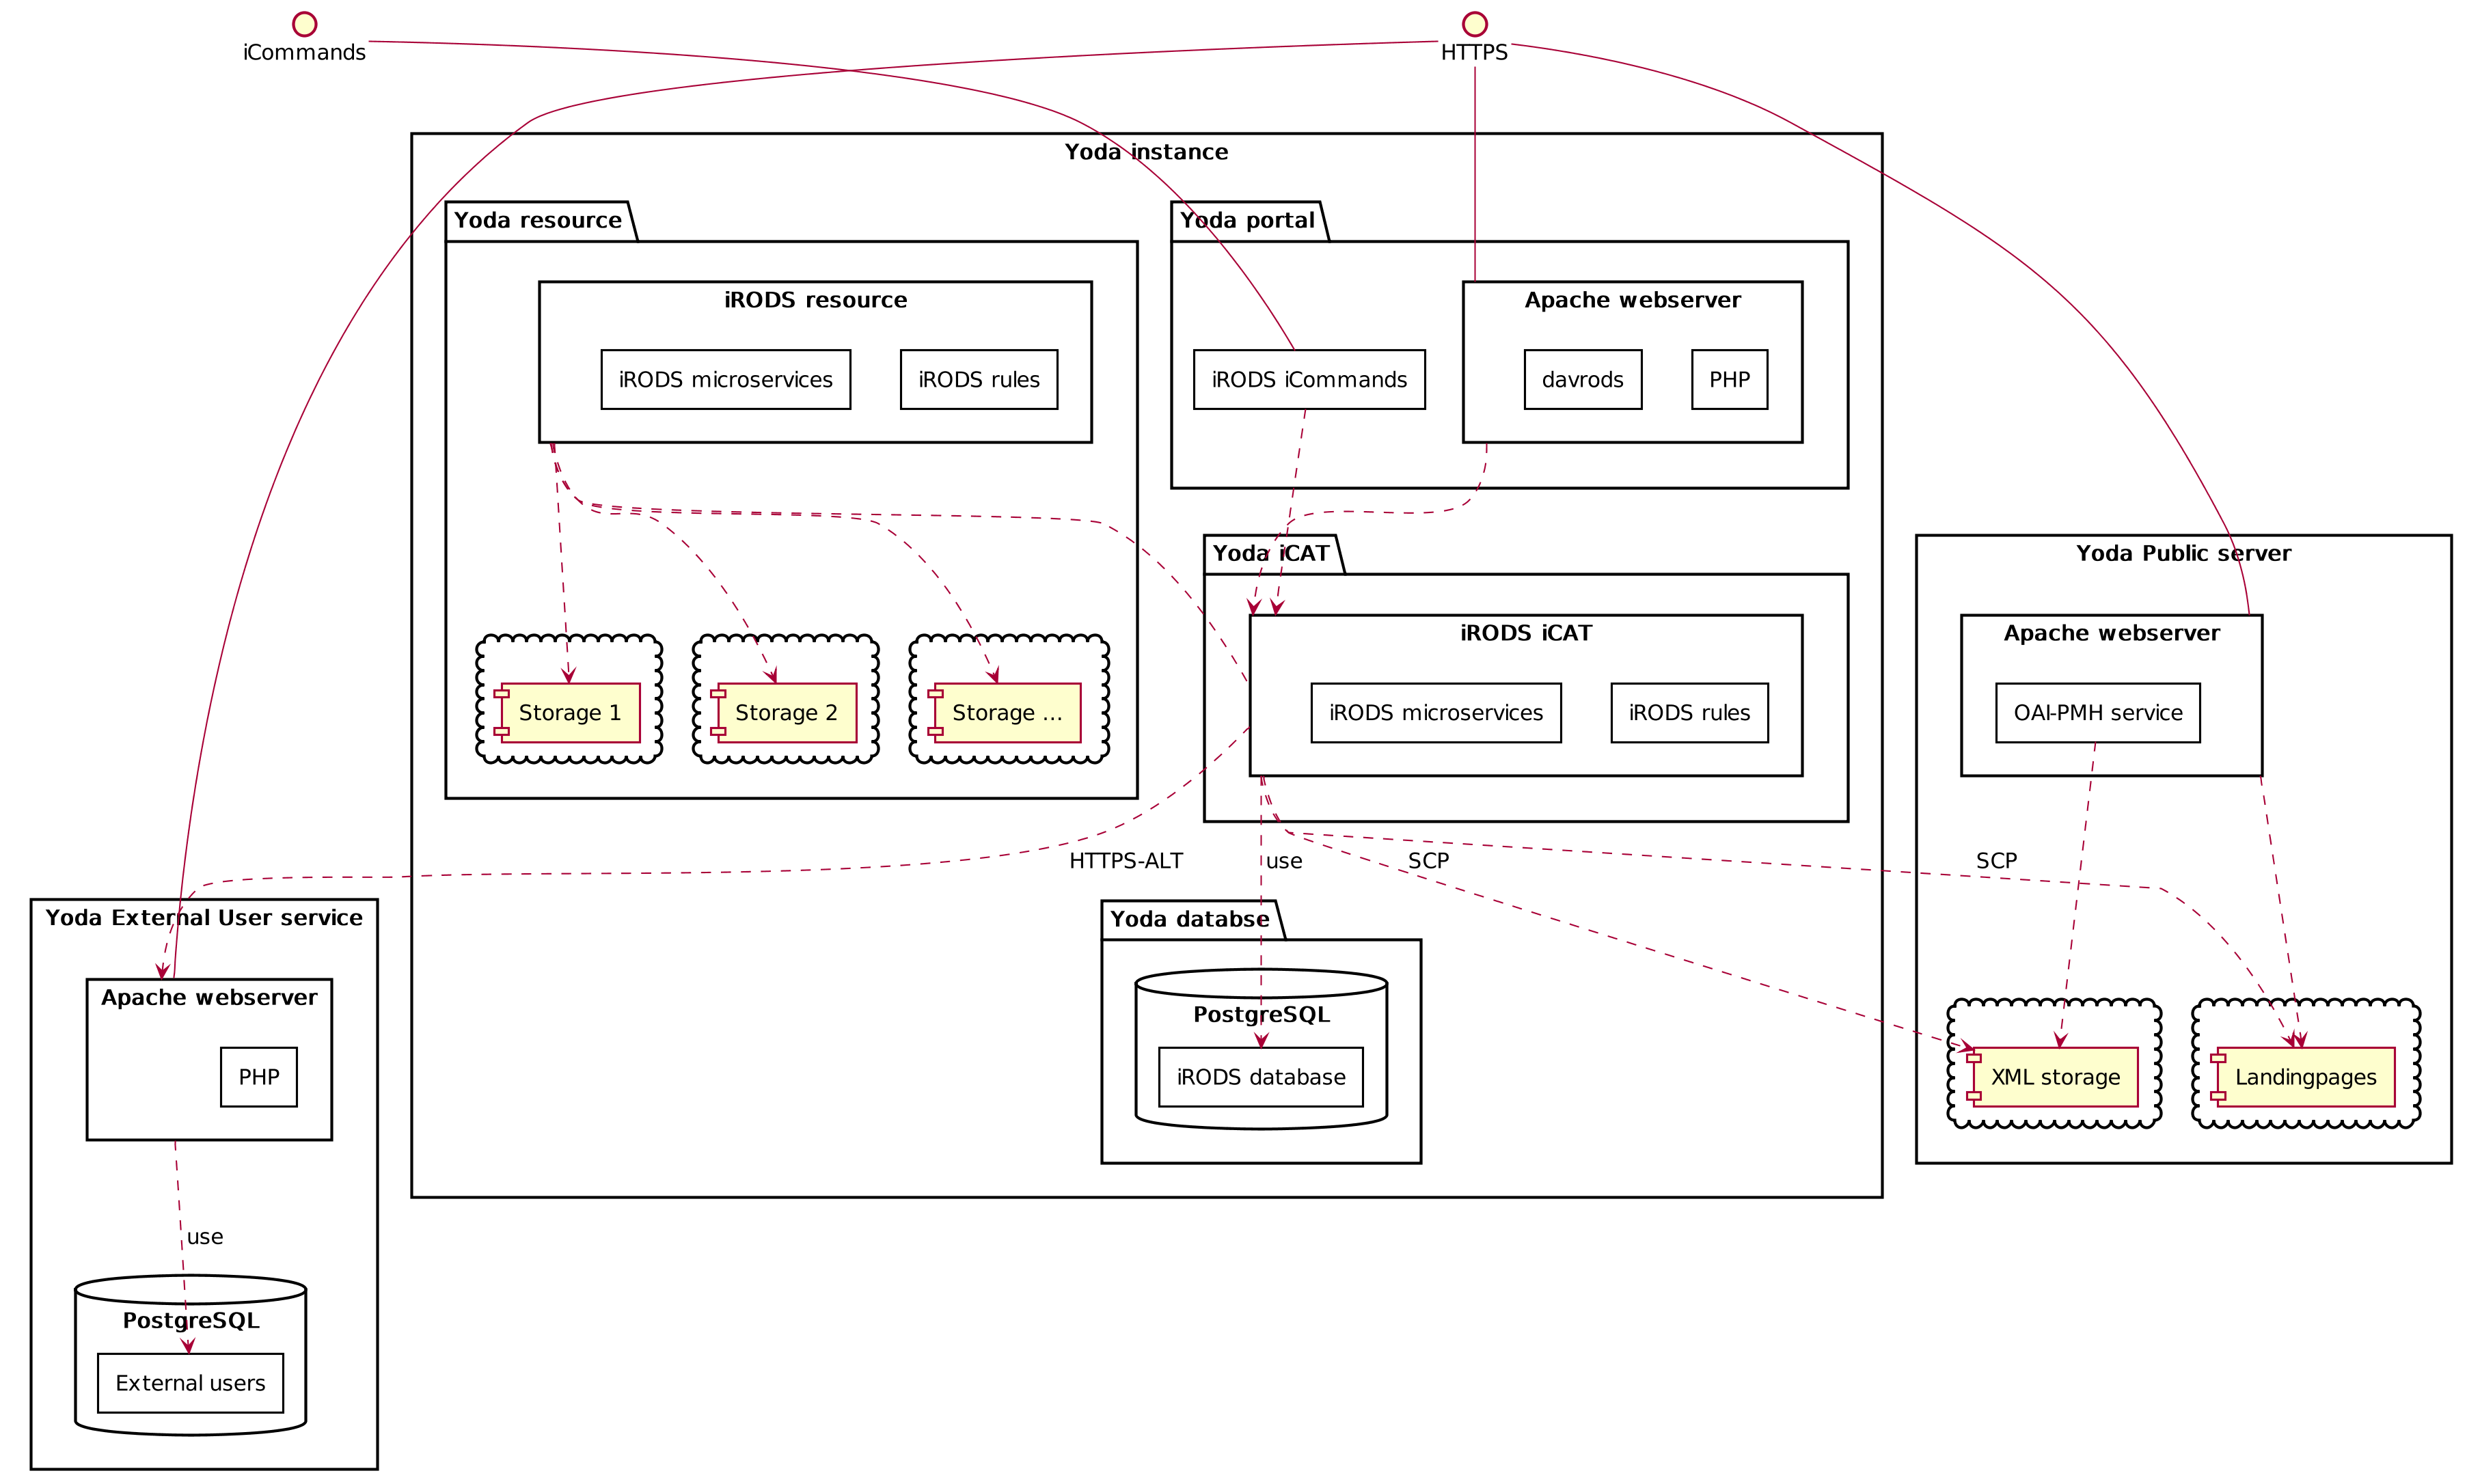 iCommands
HTTPS
Yoda instance
Yoda resource
Yoda portal
iRODS resource
Apache webserver
iRODS microservices
iRODS rules
iRODS iCommands
davrods
PHP
Yoda iCAT
Yoda Public server
iRODS iCAT
Apache webserver
Storage 1
Storage 2
Storage ...
iRODS microservices
iRODS rules
OAI-PMH service
HTTPS-ALT
use
SCP
SCP
Yoda External User service
Yoda databse
Apache webserver
PostgreSQL
PHP
iRODS database
XML storage
Landingpages
use
PostgreSQL
External users